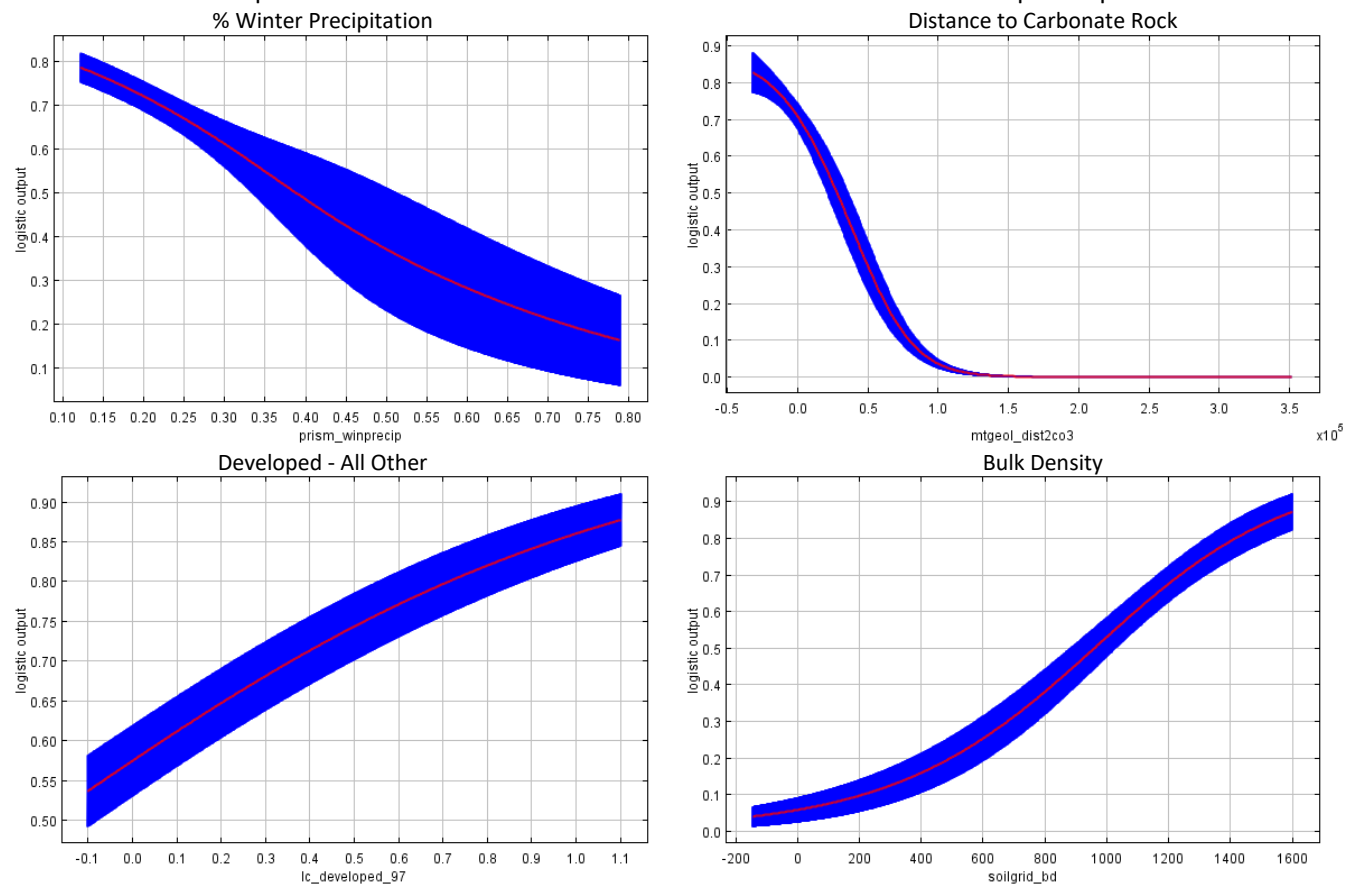 % Winter Precipitation
logistic output
0.8
0.7
0.6
0.5
0.4
0.3
0.2
0.1
0.10 0.15 0.20 0.25 0.30 0.35 0.40 0.45 0.50 0.55 0.60 0.65 0.70 0.75 0.80
prism_winprecip
Distance to Carbonate Rock
logistic output
0.9
0.8
0.7
0.6
0.5
0.4
0.3
0.2
0.1
0.0
-0.5 0.0 0.5 1.0 1.5 2.0 2.5 3.0 3.5
mtgeol_dist2co3
x10^5
Developed - All Other
logistic output
0.90
0.85
0.80
0.75
0.70
0.65
0.60
0.55
0.50
-0.1 0.0 0.1 0.2 0.3 0.4 0.5 0.6 0.7 0.8 0.9 1.0 1.1
lc_developed_97
Bulk Density
logistic output
0.9
0.8
0.7
0.6
0.5
0.4
0.3
0.2
0.1
0.0
-200 0 200 400 600 800 1000 1200 1400 1600
soilgrid_bd